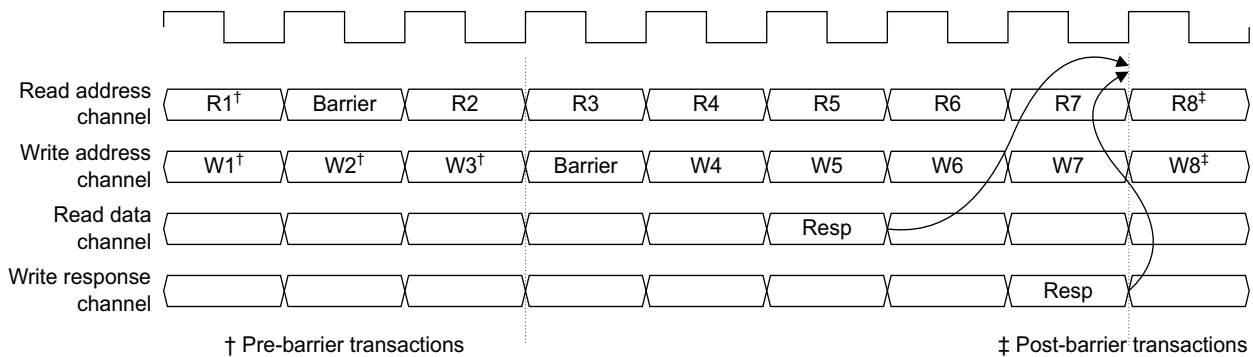 Read address channel R1† Barrier R2 R3 R4 R5 R6 R7 R8‡
Write address channel W1† W2† W3† Barrier W4 W5 W6 W7 W8‡
Read data channel Resp
Write response channel Resp
† Pre-barrier transactions ‡ Post-barrier transactions